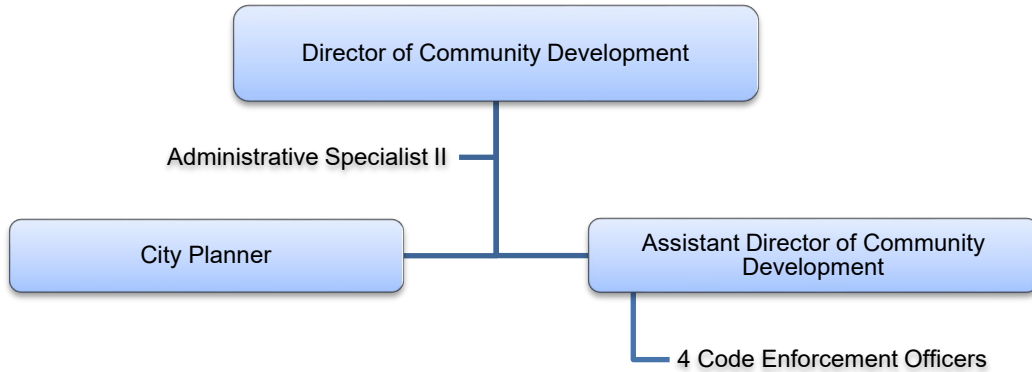 Director of Community Development
Administrative Specialist II
City Planner
Assistant Director of Community
Development
4 Code Enforcement Officers